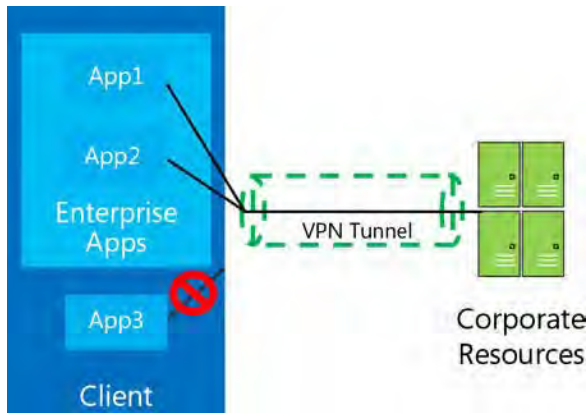 App1
App2
Enterprise
Apps
App3
Client
VPN Tunnel
Corporate
Resources